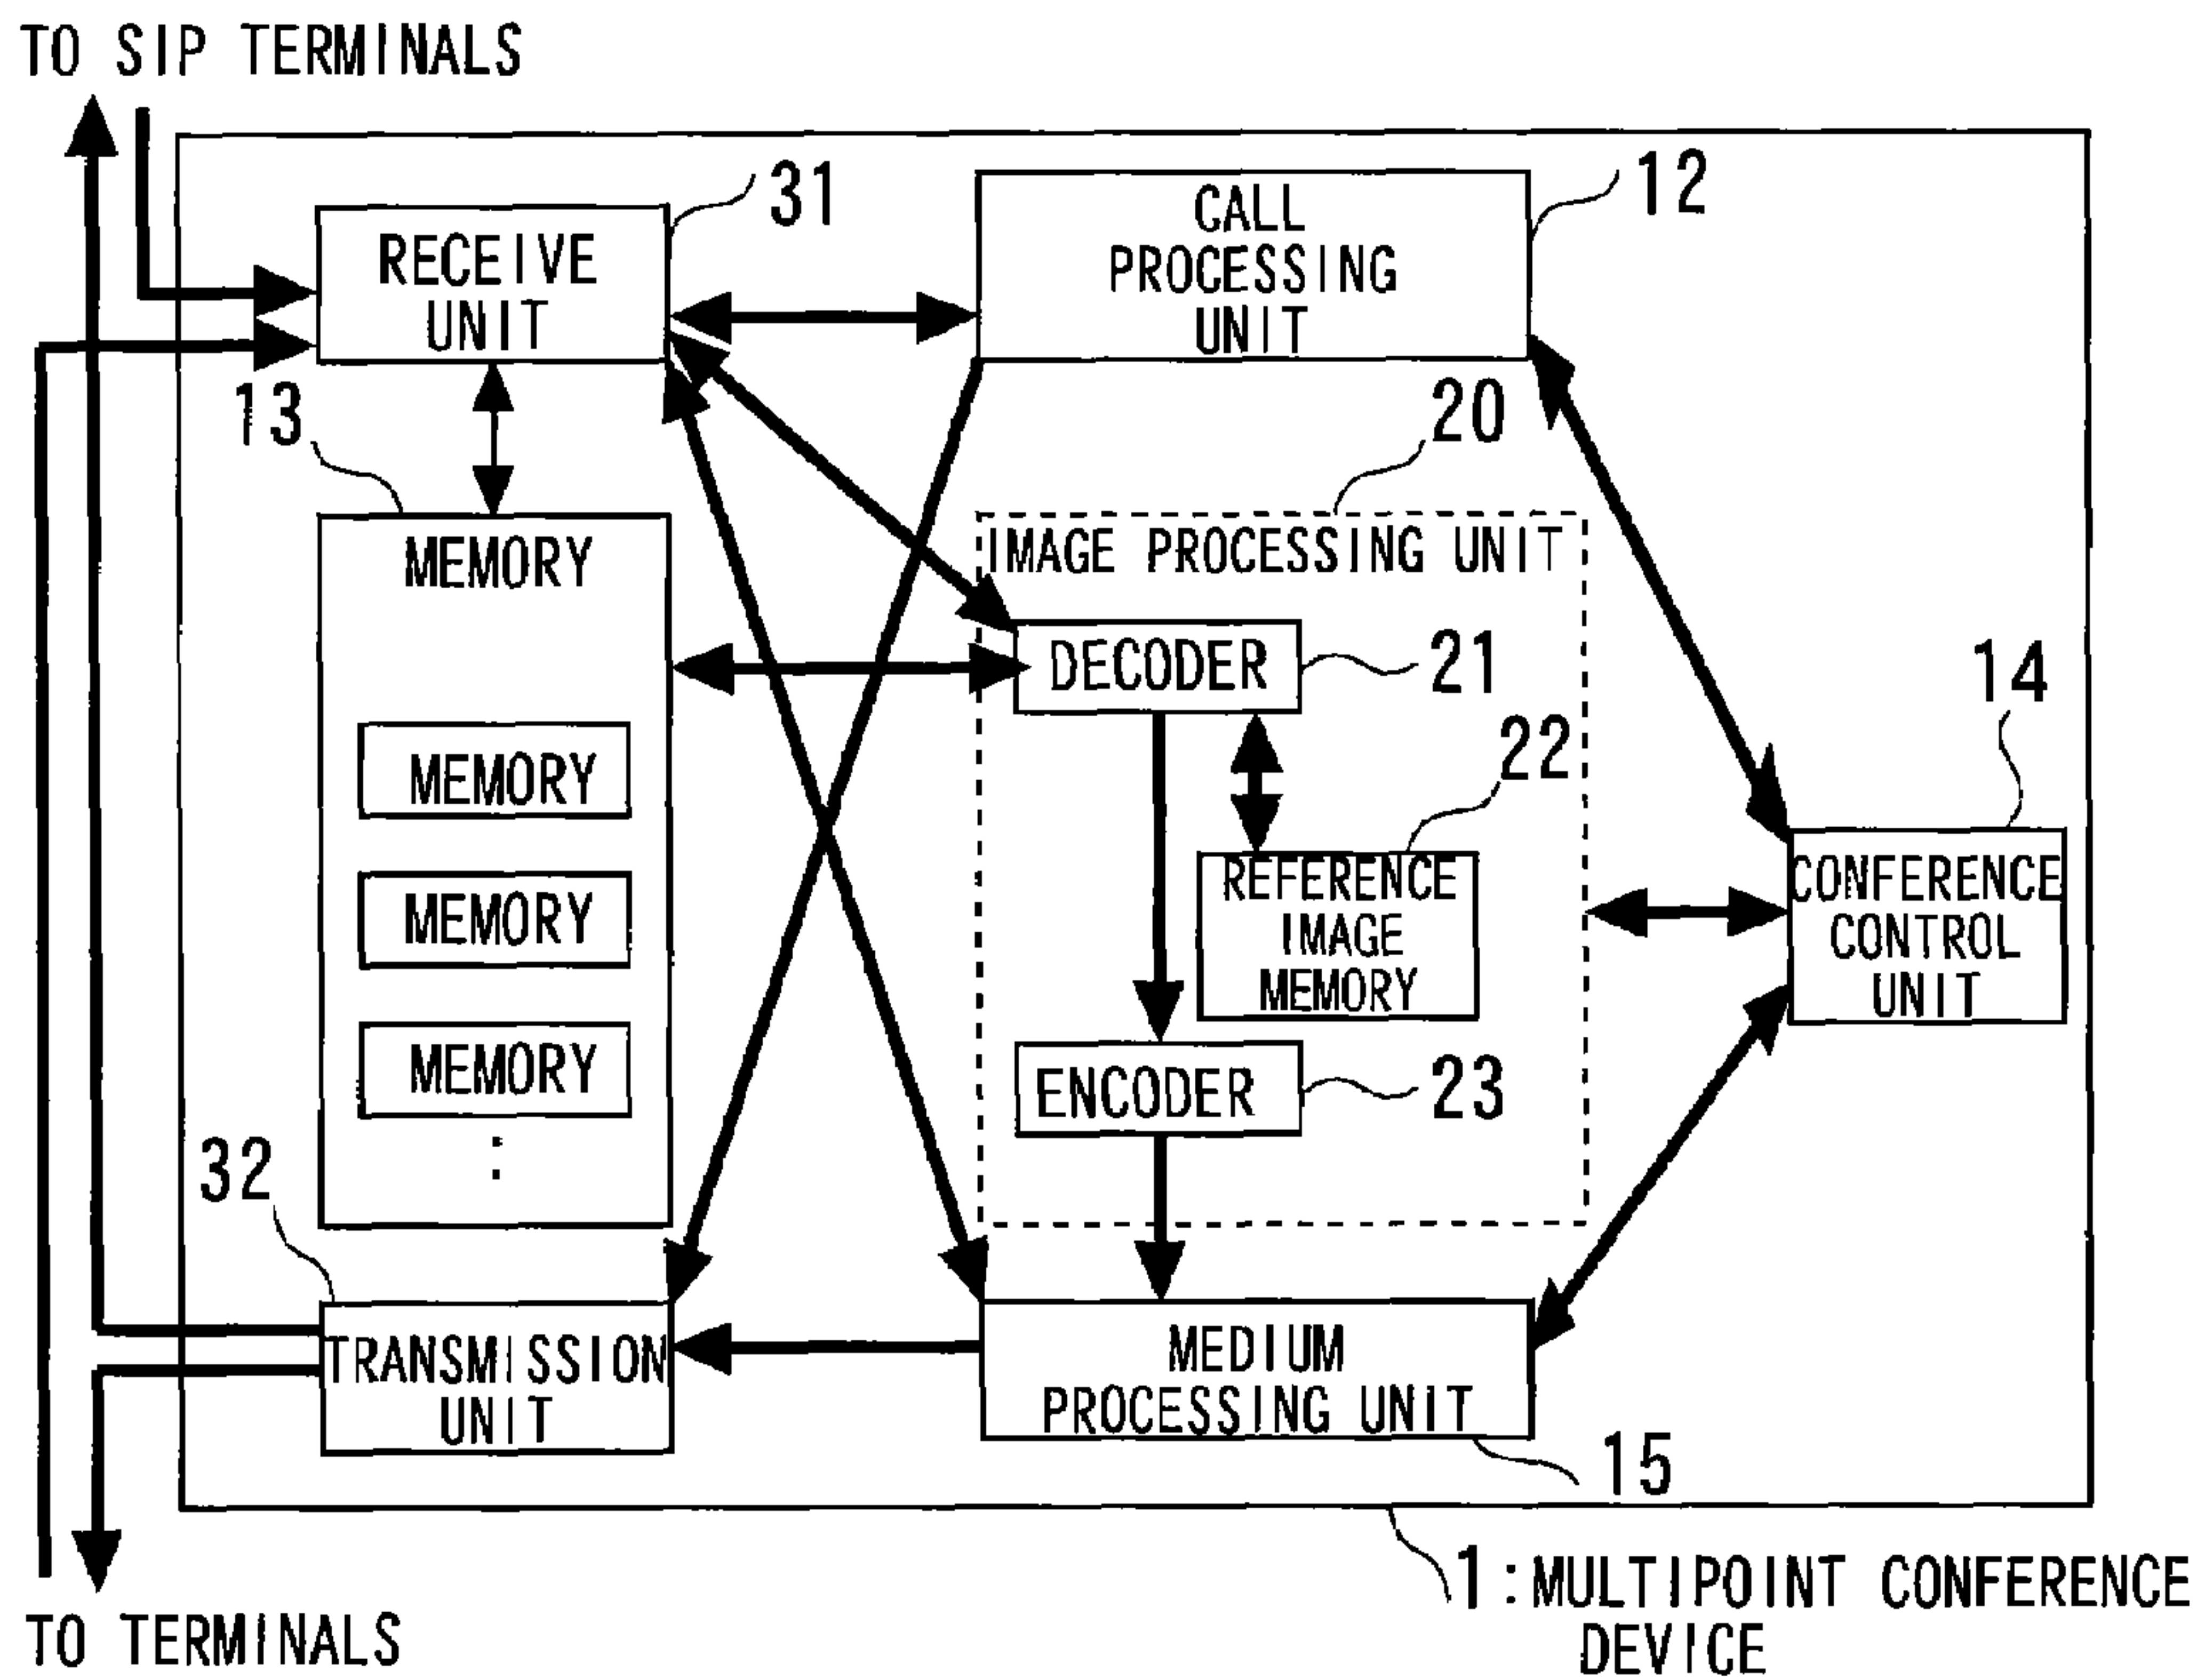 TO SIP TERMINALS
31
12
RECEIVE
UNIT
CALL
PROCESSING
UNIT
13
20
MEMORY
IMAGE PROCESSING UNIT
DECODER
21
14
22
MEMORY
REFERENCE
IMAGE
MEMORY
CONFERENCE
CONTROL
UNIT
MEMORY
MEMORY
ENCODER
23
:
32
TRANSMISSION
UNIT
MEDIUM
PROCESSING UNIT
15
1:MULTIPOINT CONFERENCE
DEVICE
TO TERMINALS